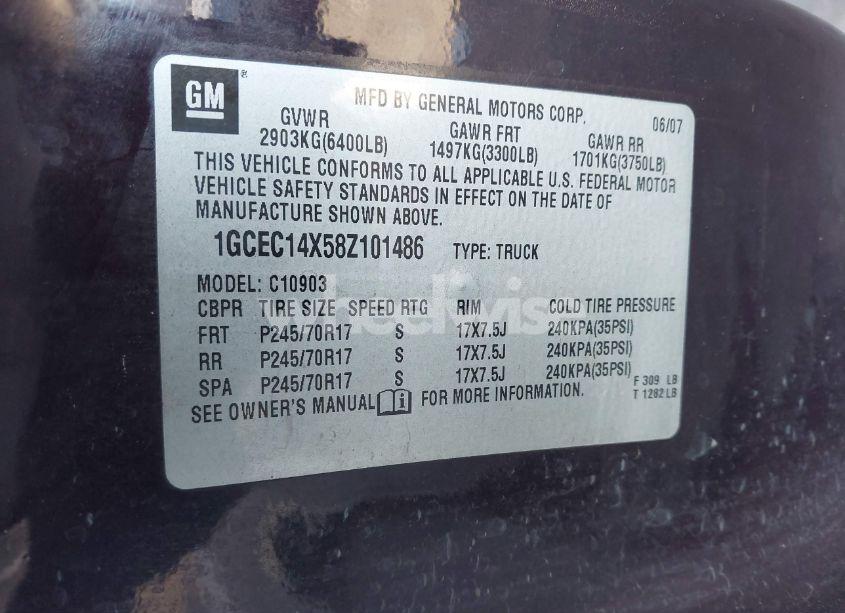 GM ®
MFD BY GENERAL MOTORS CORP. 06/07
GVWR GAWR FRT GAWR RR
2903KG(6400LB) 1497KG(3300LB) 1701KG(3750LB)
THIS VEHICLE CONFORMS TO ALL APPLICABLE U.S. FEDERAL MOTOR
VEHICLE SAFETY STANDARDS IN EFFECT ON THE DATE OF
MANUFACTURE SHOWN ABOVE.
1GCEC14X58Z101486 TYPE: TRUCK
MODEL: C10903
CBPR TIRE SIZE SPEED RTG RIM COLD TIRE PRESSURE
FRT P245/70R17 S 17X7.5J 240KPA(35PSI)
RR P245/70R17 S 17X7.5J 240KPA(35PSI)
SPA P245/70R17 S 17X7.5J 240KPA(35PSI)
F 309 LB
SEE OWNER'S MANUAL i FOR MORE INFORMATION. T 1282 LB